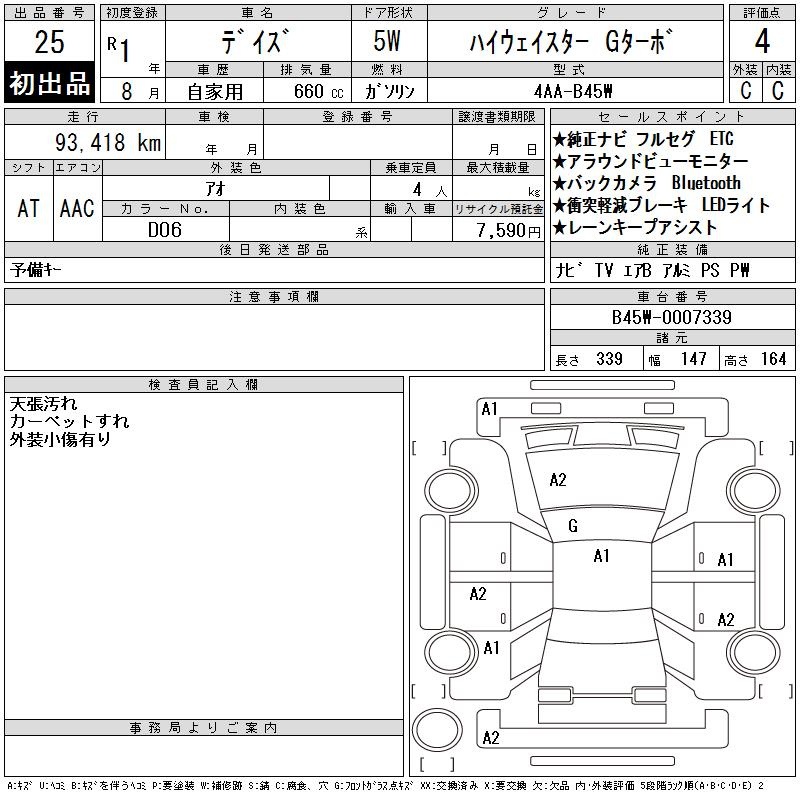 出品番号 初度登録 車名 ドア形状 グレード 評価点
25 R1年 ﾃﾞｲｽﾞ 5W ﾊｲｳｪｲｽﾀｰ Gﾀｰﾎﾞ 4
初出品 8月 車歴 排気量 燃料 型式 外装 内装
自家用 660 CC ｶﾞｿﾘﾝ 4AA-B45W C C
走行 車検 登録番号 譲渡書類期限 セールスポイント
93,418 km 年 月 月 日
★純正ナビ フルセグ ETC
★アラウンドビューモニター
★バックカメラ Bluetooth
★衝突軽減ブレーキ LEDライト
★レーンキープアシスト
シフト エアコン 外装色 乗車定員 最大積載量
AT AAC ｱｵ 4人 kg
カラーNo. 内装色 輸入車 リサイクル預託金
D06 系 7,590円
後日発送部品 純正装備
予備ｷｰ ﾅﾋﾞ TV ｴｱB ｱﾙﾐ PS PW
注意事項欄 車台番号
B45W-0007339
諸元
長さ 339 幅 147 高さ 164
検査員記入欄
天張汚れ
カーペットすれ
外装小傷有り
A1
A2
G
A1
A1
A2
A2
A1
A2
事務局よりご案内
A:ｷｽﾞ U:ﾍｺﾐ B:ｷｽﾞを伴うﾍｺﾐ P:要塗装 W:補修跡 S:錆 C:腐食、穴 G:ﾌﾛﾝﾄｶﾞﾗｽ点ｷｽﾞ XX:交換済み X:要交換 欠:欠品 内･外装評価 5段階ﾗﾝｸ順(A･B･C･D･E) 2